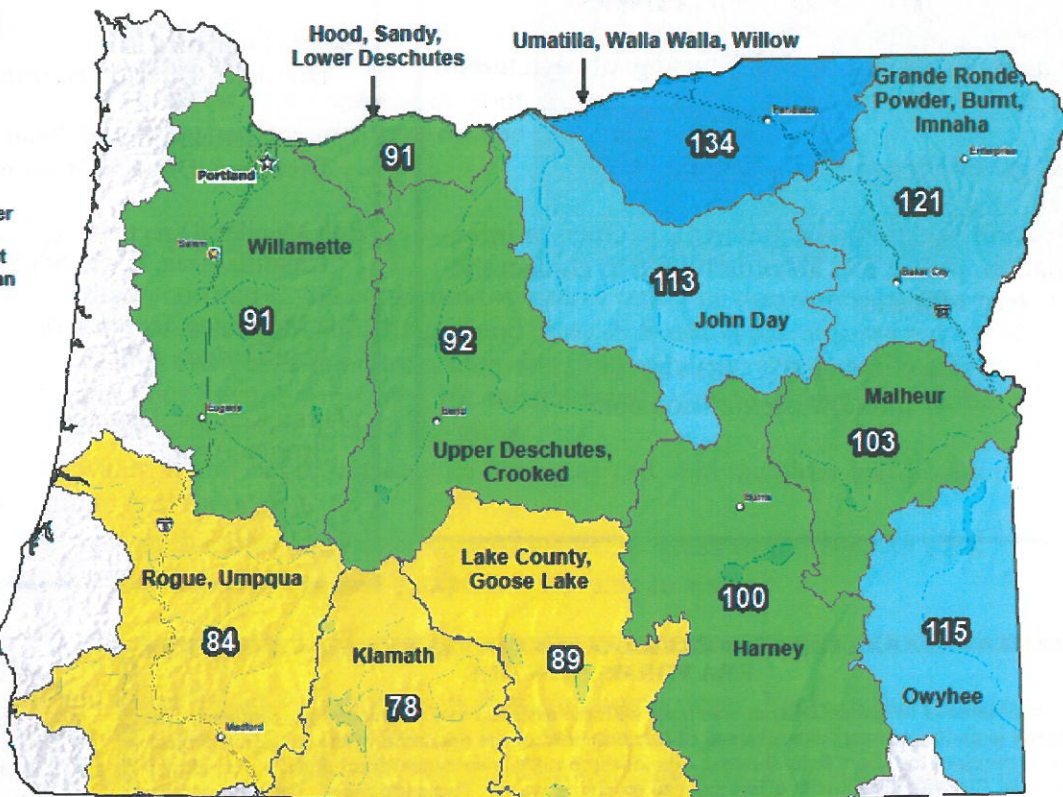 Hood, Sandy,
Lower Deschutes
Umatilla, Walla Walla, Willow
Grande Ronde,
Powder, Burnt,
Imnaha
Pendleton
134
91
Enterprise
Portland
121
Salem
Willamette
Baker City
113
John Day
91
92
84
Malheur
Eugene
Bend
103
Upper Deschutes,
Crooked
Burns
5
Lake County,
Goose Lake
Rogue, Umpqua
100
84
Klamath
89
Harney
115
78
Owyhee
Medford